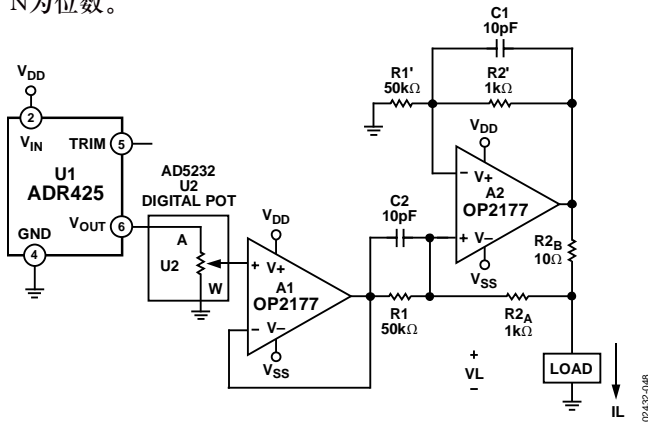 N为位数。
C1
10pF
R1'
50kΩ
R2'
1kΩ
VDD
2
VIN
TRIM
5
U1
ADR425
VOUT
6
GND
4
AD5232
U2
DIGITAL POT
A
U2
W
VDD
+ V+
A1
OP2177
− V−
VSS
C2
10pF
R1
50kΩ
VDD
− V+
A2
OP2177
+ V−
VSS
R2B
10Ω
R2A
1kΩ
+
VL
−
LOAD
IL
02432-048